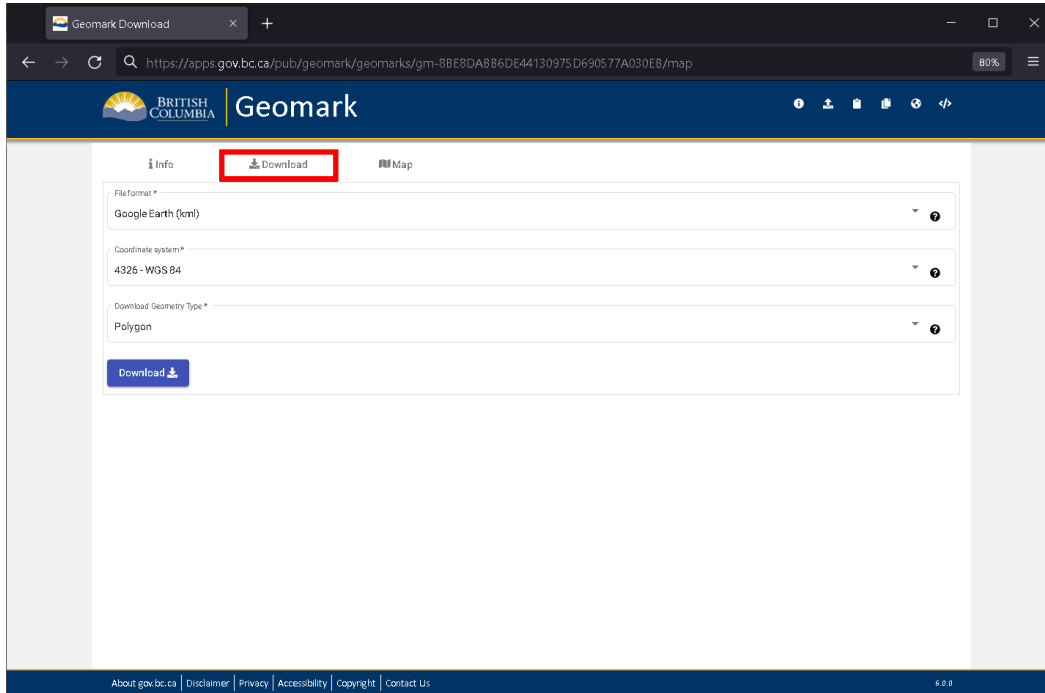 Geomark Download
https://apps.gov.bc.ca/pub/geomark/geomarks/gm-8BE8DABB6DE44130975D690577A030EB/map
80%
BRITISH
COLUMBIA
Geomark
Info
Download
Map
File format *
Google Earth (kml)
Coordinate system *
4326 - WGS 84
Download Geometry Type *
Polygon
Download
About gov.bc.ca | Disclaimer | Privacy | Accessibility | Copyright | Contact Us
6.0.0